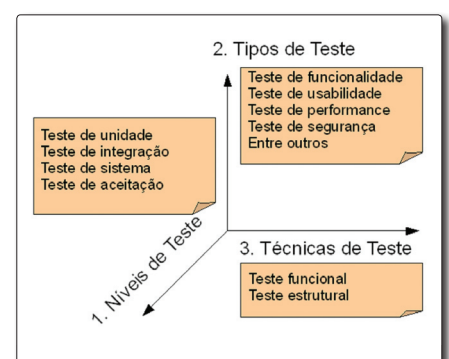 2. Tipos de Teste
Teste de funcionalidade
Teste de usabilidade
Teste de performance
Teste de segurança
Entre outros
Teste de unidade
Teste de integração
Teste de sistema
Teste de aceitação
1. Níveis de Teste
3. Técnicas de Teste
Teste funcional
Teste estrutural